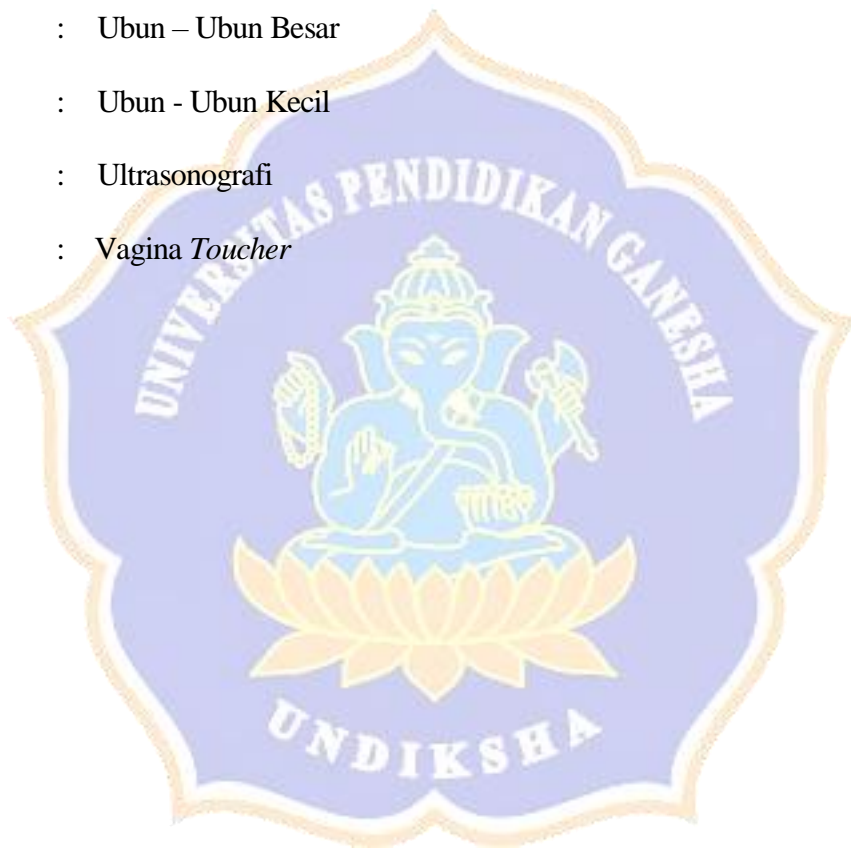 : Ubun – Ubun Besar
: Ubun - Ubun Kecil
: Ultrasonografi
: Vagina Toucher
UNIVERSITAS PENDIDIKAN GANESHA
UNDIKSHA